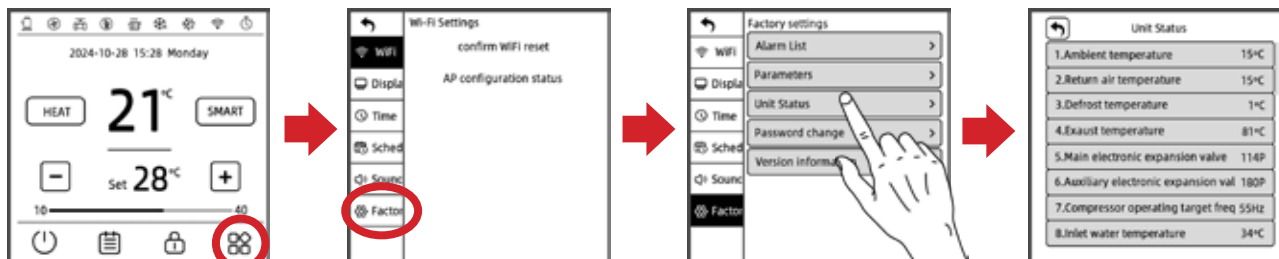 2024-10-28 15:28 Monday
HEAT
21°C
SMART
Set 28°C
10
40
Wi-Fi Settings
WiFi
confirm WiFi reset
Displa
AP configuration status
Time
Sched
Sound
Factor
Factory settings
WiFi
Alarm List
Displa
Parameters
Time
Unit Status
Sched
Password change
Sound
Version informa
Factor
Unit Status
1.Ambient temperature 15°C
2.Return air temperature 15°C
3.Defrost temperature 1°C
4.Exaust temperature 81°C
5.Main electronic expansion valve 114P
6.Auxiliary electronic expansion val 180P
7.Compressor operating target freq 55Hz
8.Inlet water temperature 34°C